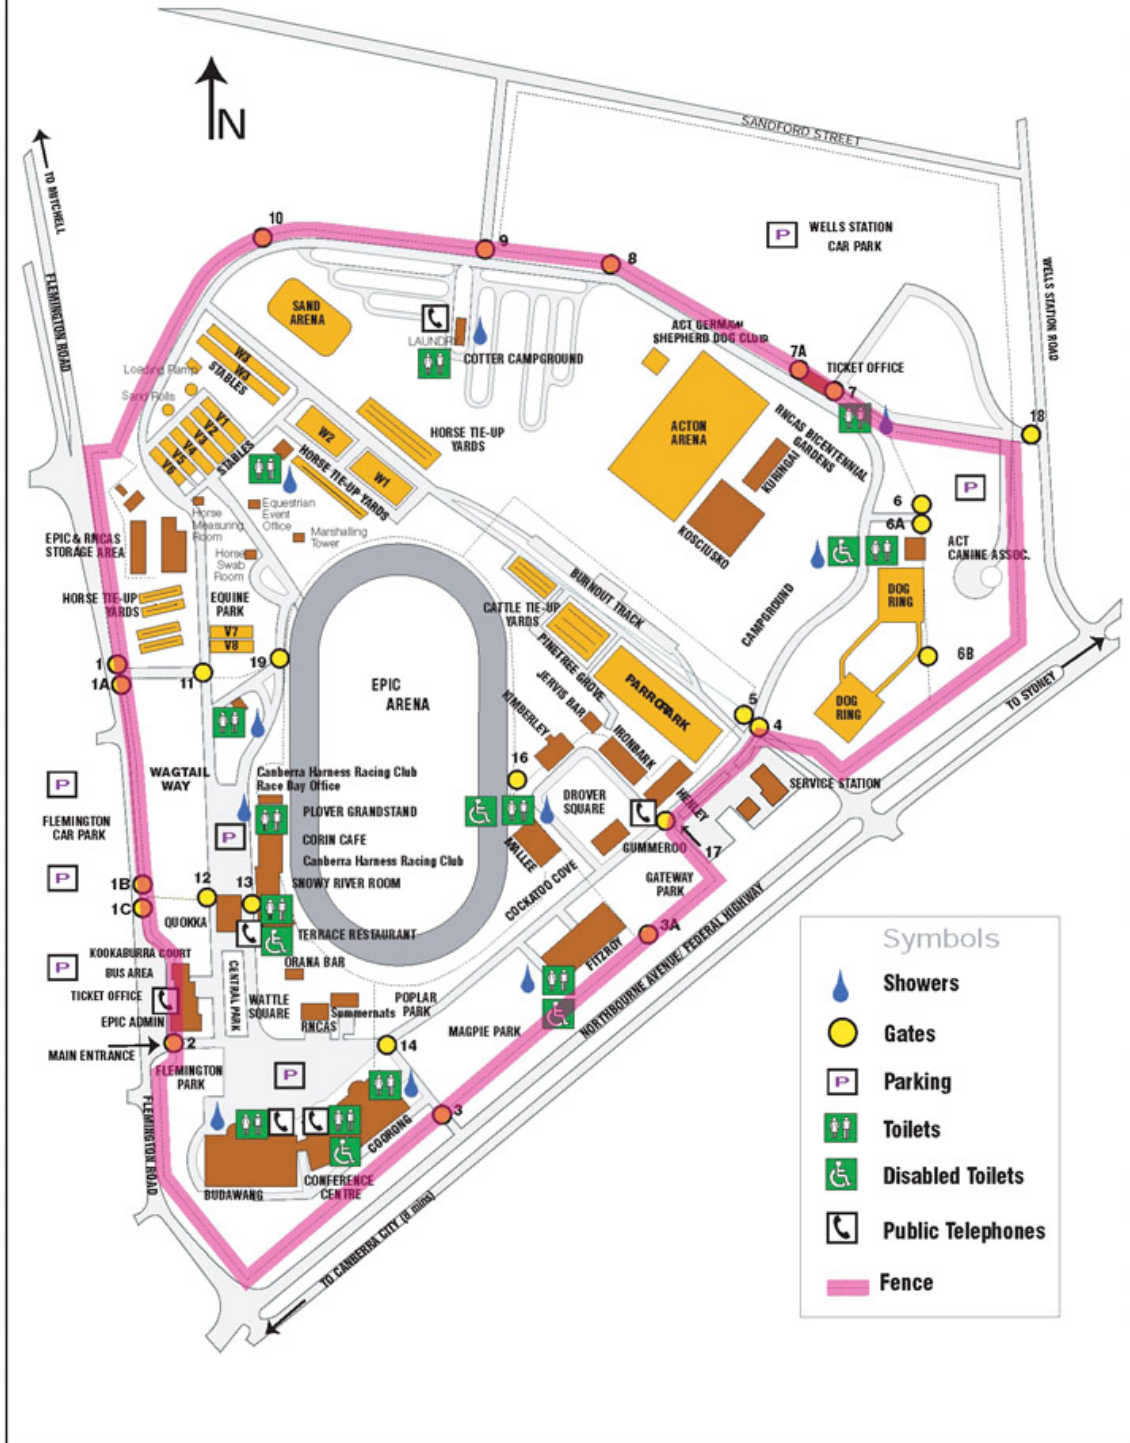 N
SANDFORD STREET
TO MITCHELL
FLEMINGTON ROAD
10
9
8
P
WELLS STATION
CAR PARK
WELLS STATION ROAD
SAND
ARENA
LAUNDRY
COTTER CAMPGROUND
ACT GERMAN
SHEPHERD DOG CLUB
7A
TICKET OFFICE
7
18
Loading Ramp
Sand Rolls
W3
W3
STABLES
V1
V2
V3
V4
V5
V6
STABLES
W2
W1
HORSE TIE-UP YARDS
HORSE TIE-UP
YARDS
ACTON
ARENA
RNCAS BICENTENNIAL
GARDENS
KURINGAI
KOSCIUSKO
P
6
6A
ACT
CANINE ASSOC.
Horse
Measuring
Room
Equestrian
Event
Office
Marshalling
Tower
Horse
Swab
Room
EPIC & RNCAS
STORAGE AREA
HORSE TIE-UP
YARDS
EQUINE
PARK
V7
V8
CATTLE TIE-UP
YARDS
BURNOUT TRACK
PINETREE GROVE
CAMPGROUND
DOG
RING
6B
DOG
RING
1
1A
11
19
EPIC
ARENA
PARROPARK
JERVIS BAR
KIMBERLEY
IRONBARK
5
4
TO SYDNEY
SERVICE STATION
16
DROVER
SQUARE
HENLEY
GUMMEROO
17
MALLEE
COCKATOO COVE
GATEWAY
PARK
WAGTAIL
WAY
P
FLEMINGTON
CAR PARK
P
P
P
Canberra Harness Racing Club
Race Day Office
PLOVER GRANDSTAND
CORIN CAFE
Canberra Harness Racing Club
SNOWY RIVER ROOM
TERRACE RESTAURANT
ORANA BAR
1B
1C
12
13
QUOKKA
KOOKABURRA COURT
BUS AREA
TICKET OFFICE
EPIC ADMIN
MAIN ENTRANCE
2
FLEMINGTON
PARK
CENTRAL PARK
WATTLE
SQUARE
RNCAS
Summernats
POPLAR
PARK
14
MAGPIE PARK
FITZROY
3A
NORTHBOURNE AVENUE/ FEDERAL HIGHWAY
P
3
COORONG
BUDAWANG
CONFERENCE
CENTRE
FLEMINGTON ROAD
TO CANBERRA CITY (8 mins)
Symbols
Showers
Gates
P Parking
Toilets
Disabled Toilets
Public Telephones
Fence